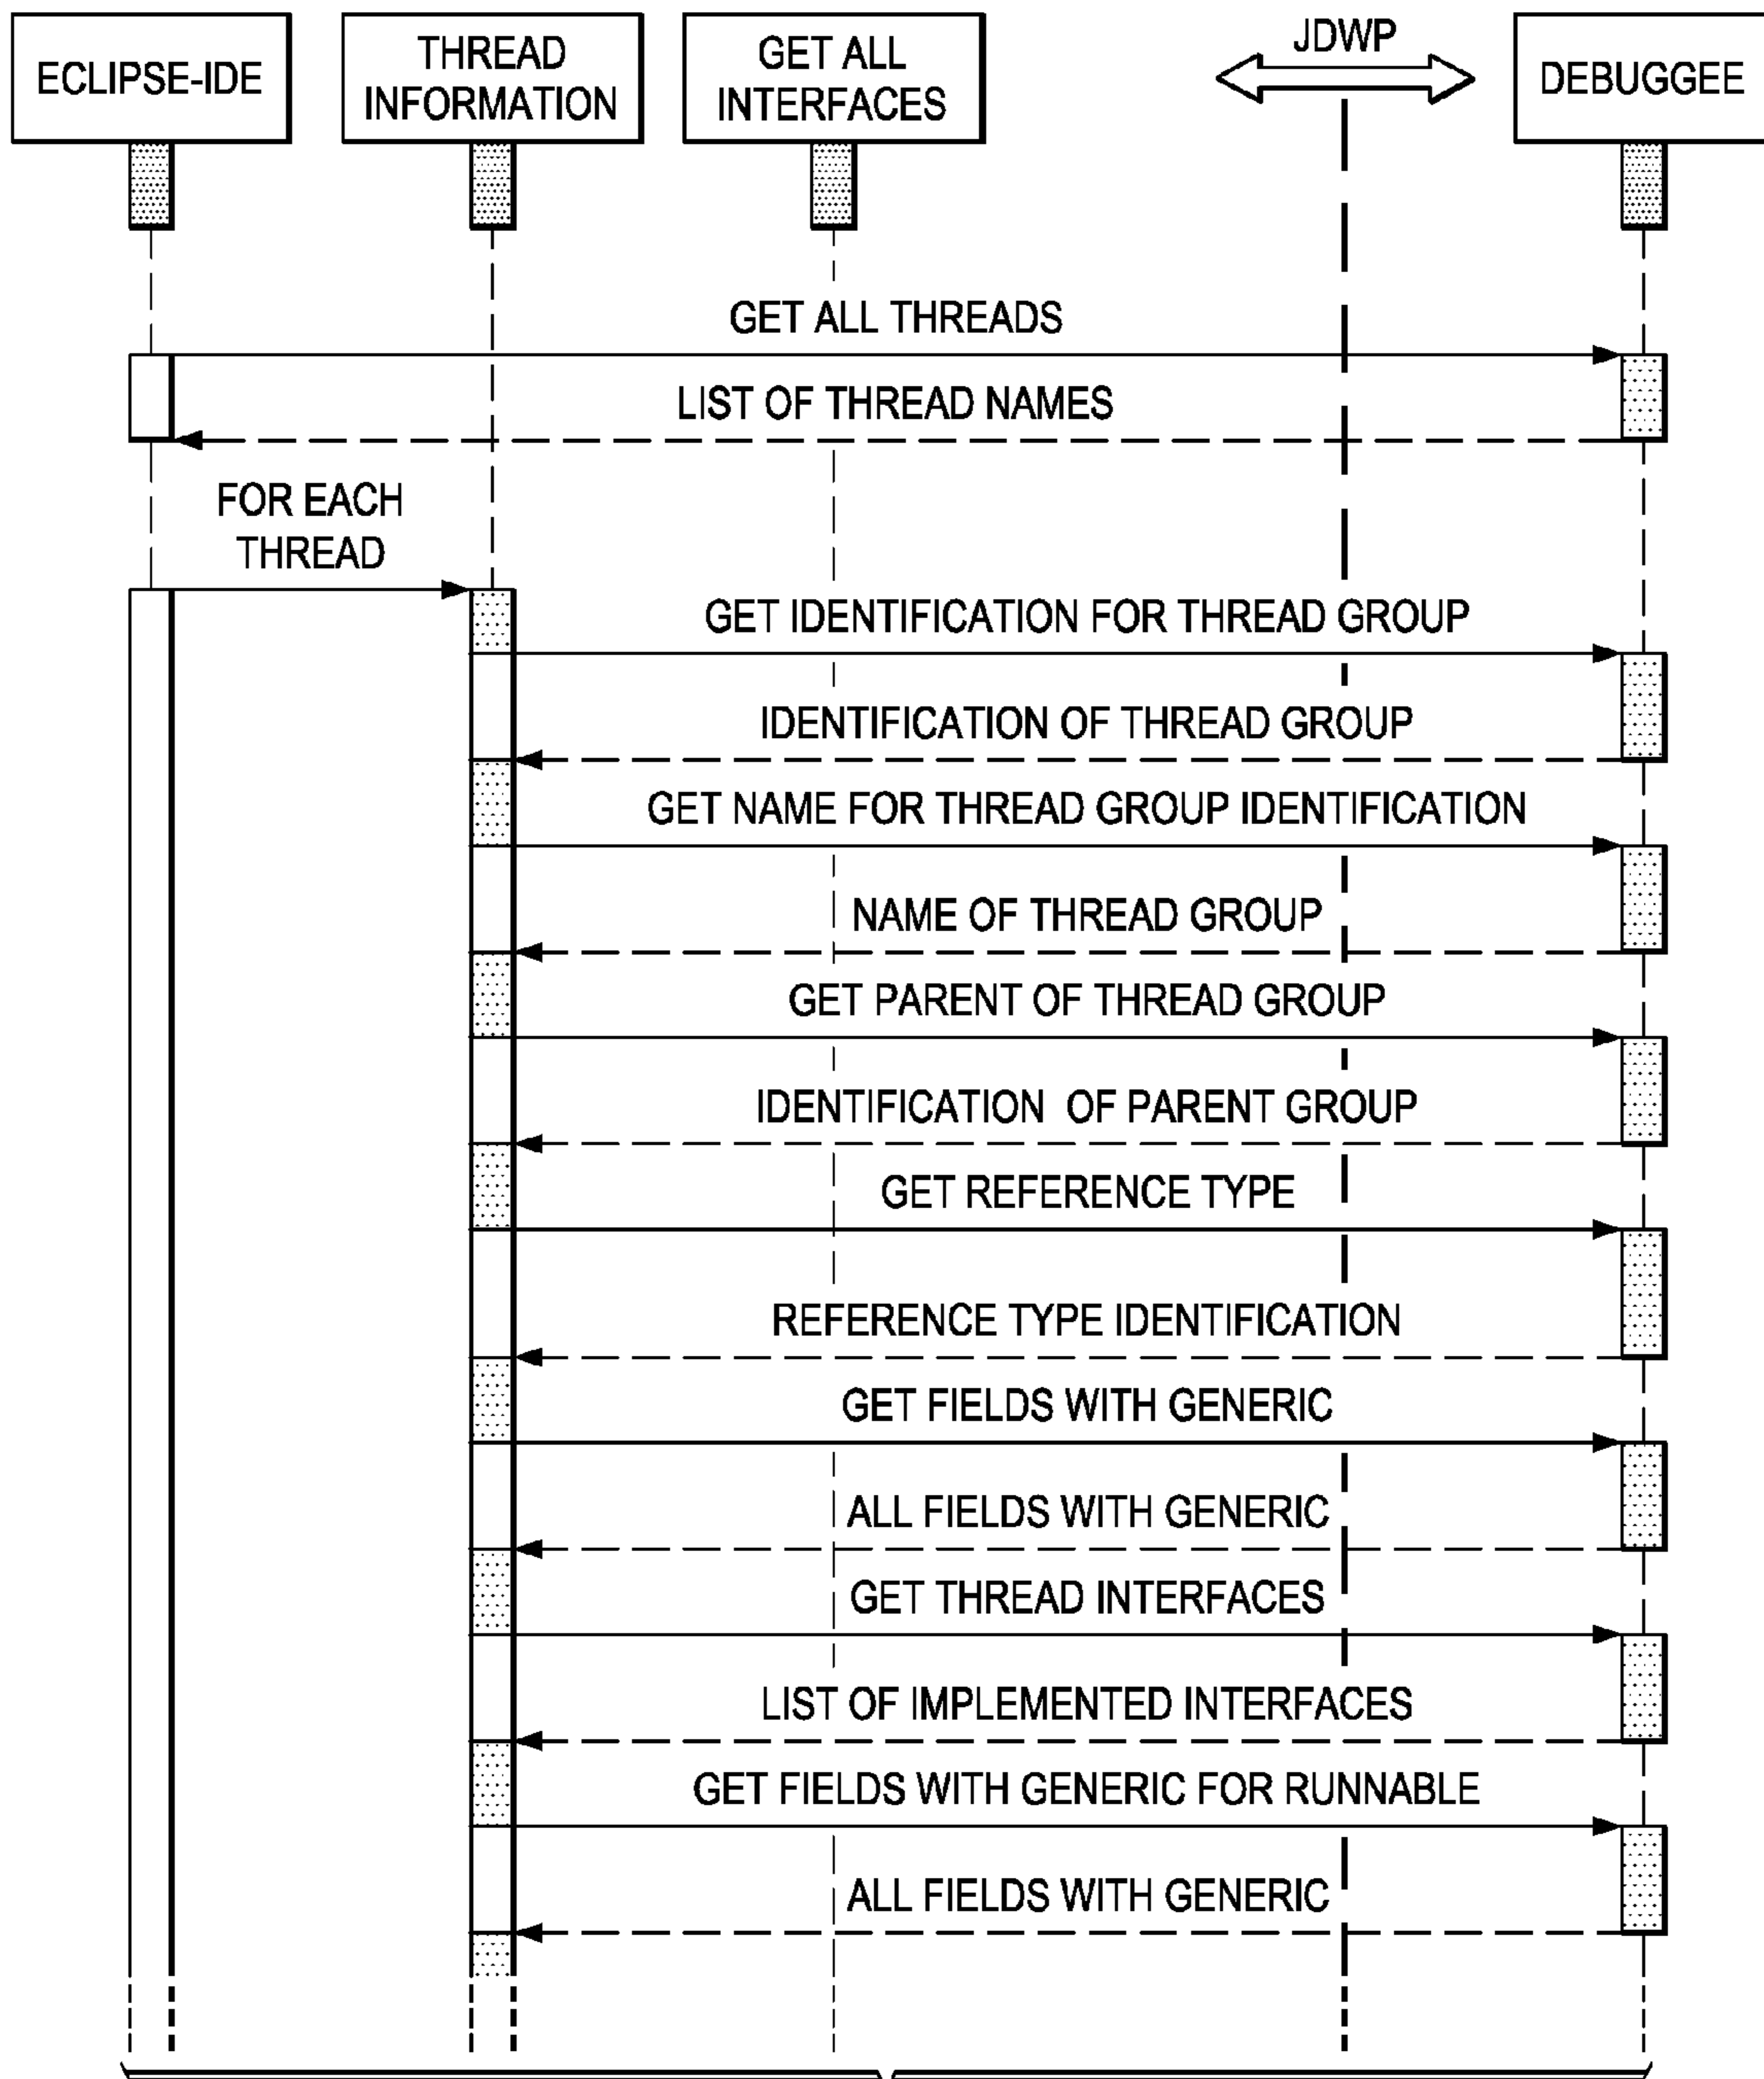 ECLIPSE-IDE
THREAD
INFORMATION
GET ALL
INTERFACES
JDWP
DEBUGGEE
GET ALL THREADS
LIST OF THREAD NAMES
FOR EACH
THREAD
GET IDENTIFICATION FOR THREAD GROUP
IDENTIFICATION OF THREAD GROUP
GET NAME FOR THREAD GROUP IDENTIFICATION
NAME OF THREAD GROUP
GET PARENT OF THREAD GROUP
IDENTIFICATION OF PARENT GROUP
GET REFERENCE TYPE
REFERENCE TYPE IDENTIFICATION
GET FIELDS WITH GENERIC
ALL FIELDS WITH GENERIC
GET THREAD INTERFACES
LIST OF IMPLEMENTED INTERFACES
GET FIELDS WITH GENERIC FOR RUNNABLE
ALL FIELDS WITH GENERIC